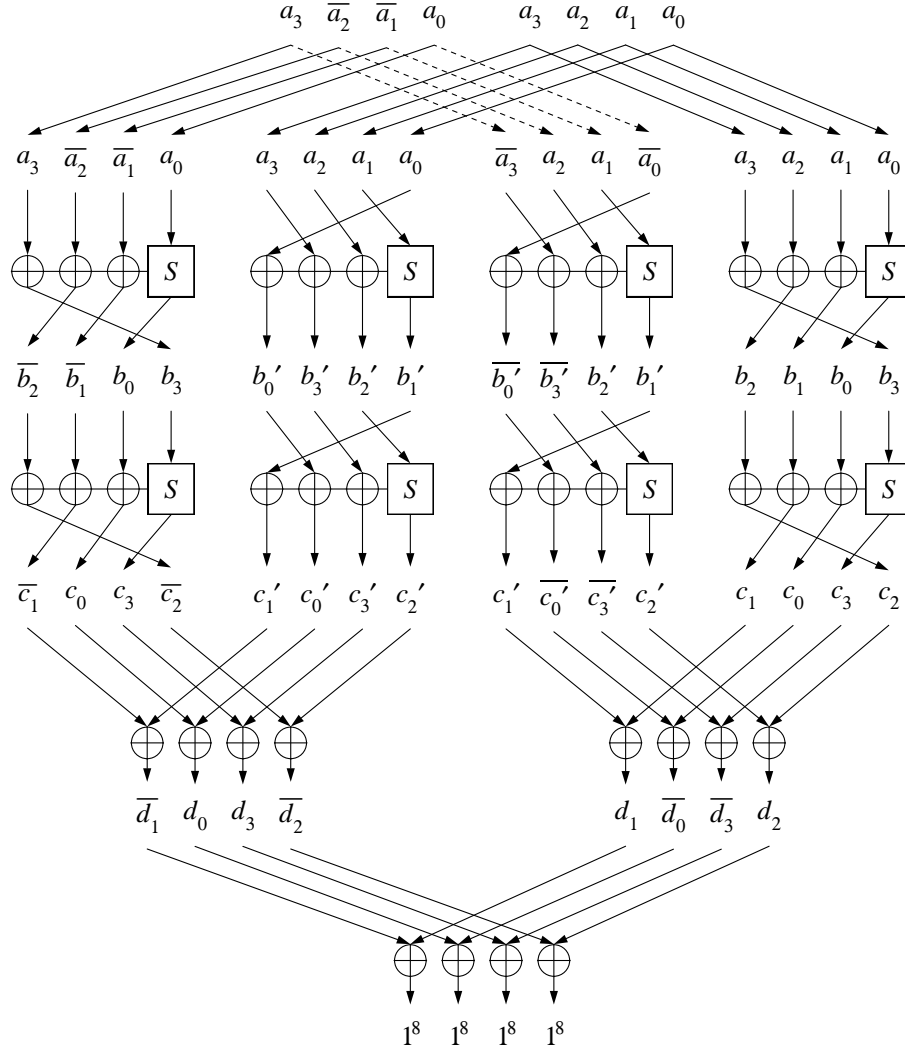 a₃ a̅₂̅ a̅₁̅ a₀ a₃ a₂ a₁ a₀
a₃ a̅₂̅ a̅₁̅ a₀ a₃ a₂ a₁ a₀ a̅₃̅ a₂ a₁ a̅₀̅ a₃ a₂ a₁ a₀
S S S S
b̅₂̅ b̅₁̅ b₀ b₃ b₀′ b₃′ b₂′ b₁′ b̅₀̅′̅ b̅₃̅′̅ b₂′ b₁′ b₂ b₁ b₀ b₃
S S S S
c̅₁̅ c₀ c₃ c̅₂̅ c₁′ c₀′ c₃′ c₂′ c₁′ c̅₀̅′̅ c̅₃̅′̅ c₂′ c₁ c₀ c₃ c₂
d̅₁̅ d₀ d₃ d̅₂̅ d₁ d̅₀̅ d̅₃̅ d₂
1⁸ 1⁸ 1⁸ 1⁸